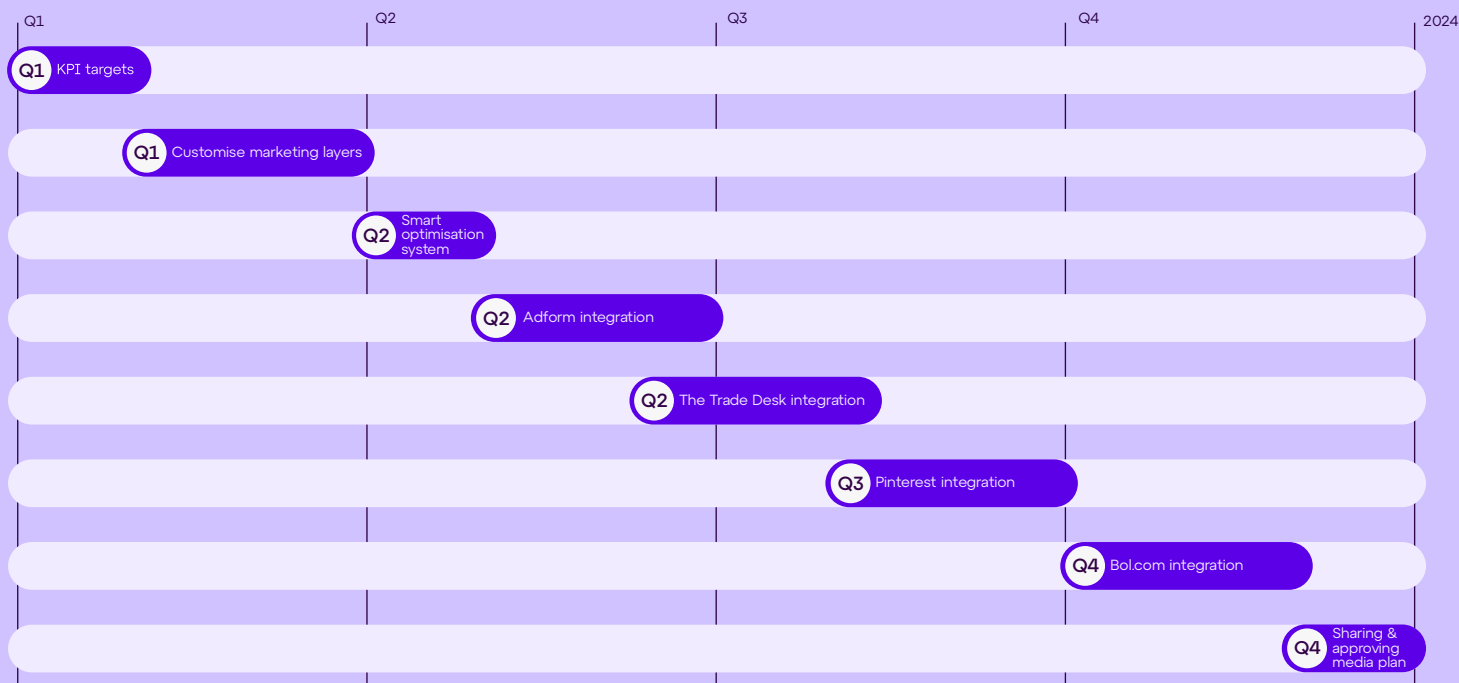 Q1
Q2
Q3
Q4
2024
Q1 KPI targets
Q1 Customise marketing layers
Smart
Q2 optimisation
system
Q2 Adform integration
Q2 The Trade Desk integration
Q3 Pinterest integration
Q4 Bol.com integration
Sharing &
Q4 approving
media plan